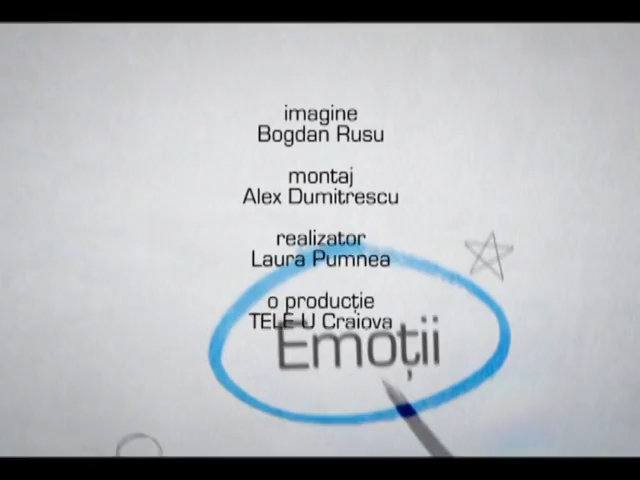 imagine
Bogdan Rusu
montaj
Alex Dumitrescu
realizator
Laura Pumnea
o producție
TELE U Craiova
Emoții